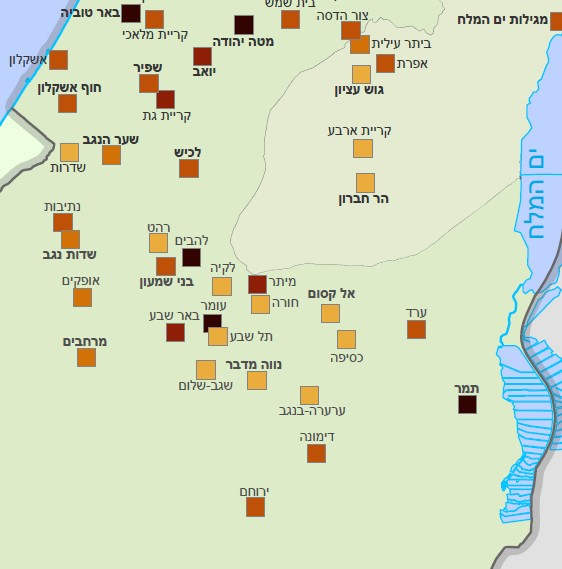 באר טוביה
קריית מלאכי
מטה יהודה
בית שמש
צור הדסה
מגילות ים המלח
ביתר עילית
אפרת
גוש עציון
אשקלון
יואב
שפיר
חוף אשקלון
קריית גת
שער הנגב
שדרות
לכיש
קריית ארבע
הר חברון
ים המלח
נתיבות
שדות נגב
רהט
להבים
בני שמעון
לקיה
מיתר
חורה
אל קסום
אופקים
עומר
באר שבע
תל שבע
ערד
כסיפה
מרחבים
נווה מדבר
שגב-שלום
ערערה-בנגב
תמר
דימונה
ירוחם